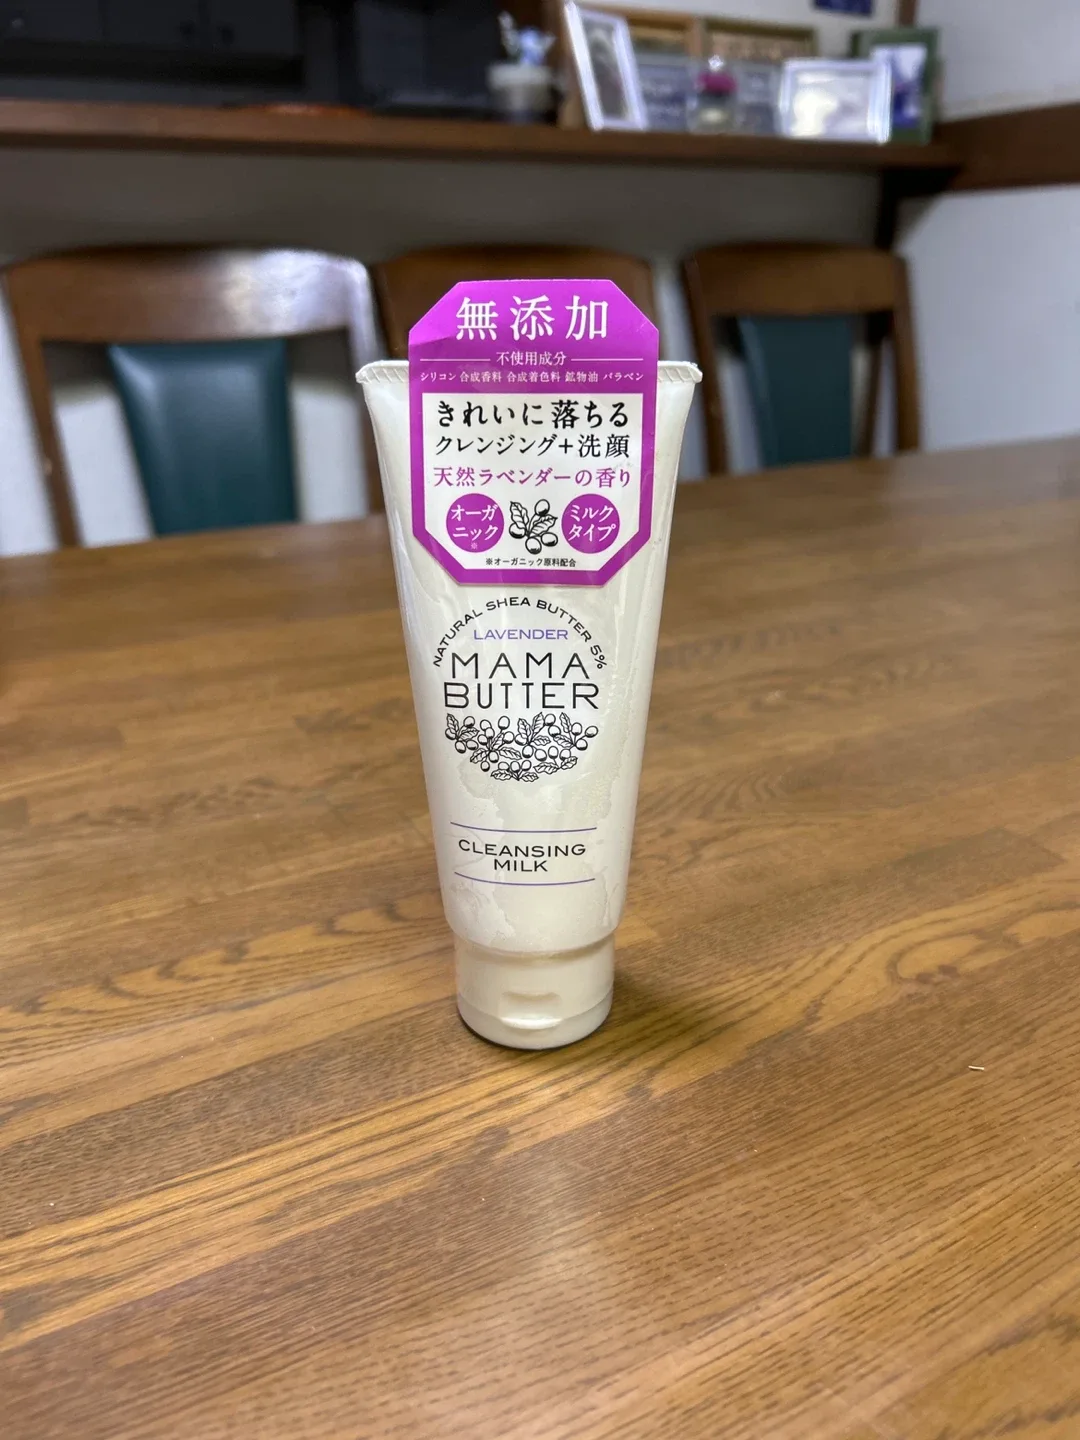 無添加
不使用成分
シリコン 合成香料 合成着色料 鉱物油 パラベン
きれいに落ちる
クレンジング+洗顔
天然ラベンダーの香り
オーガ
ニック
※
ミルク
タイプ
※オーガニック原料配合
NATURAL SHEA BUTTER 5%
LAVENDER
MAMA
BUTTER
CLEANSING
MILK